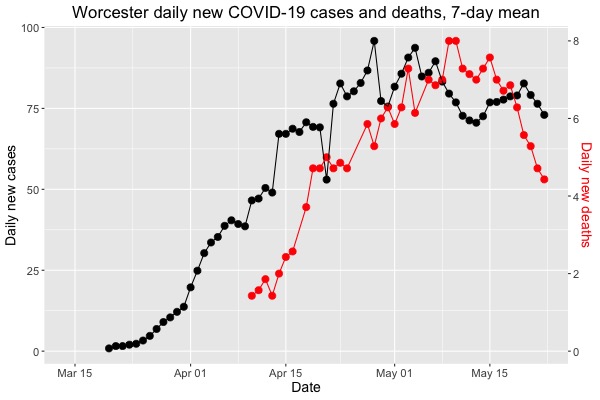 Worcester daily new COVID-19 cases and deaths, 7-day mean
100
75
50
25
0
Daily new cases
8
6
4
2
0
Daily new deaths
Mar 15
Apr 01
Apr 15
May 01
May 15
Date